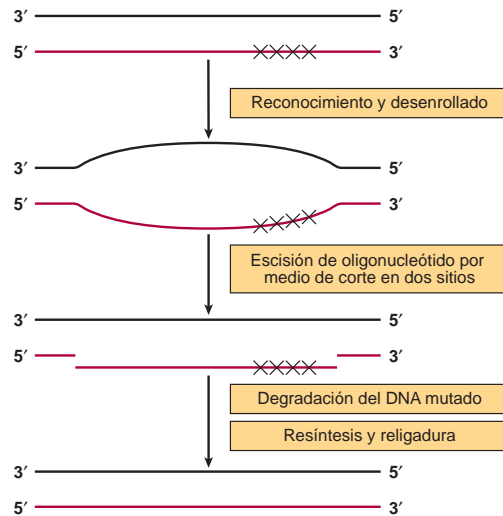 3′ 5′
5′ 3′
Reconocimiento y desenrollado
3′ 5′
5′ 3′
Escisión de oligonucleótido por
medio de corte en dos sitios
3′ 5′
5′ 3′
Degradación del DNA mutado
Resíntesis y religadura
3′ 5′
5′ 3′